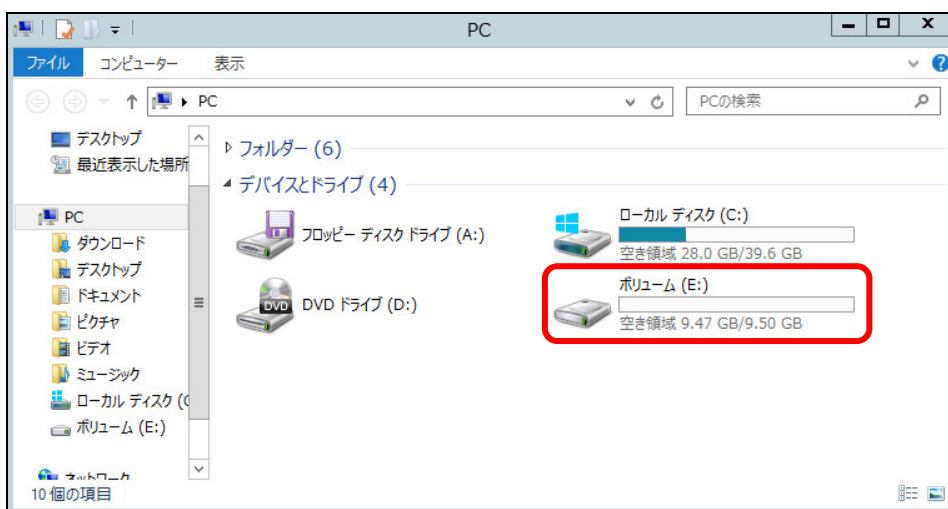 PC
ファイル コンピューター 表示
PC
PCの検索
デスクトップ
最近表示した場所
PC
ダウンロード
デスクトップ
ドキュメント
ピクチャ
ビデオ
ミュージック
ローカル ディスク (C
ボリューム (E:)
ネットワーク
フォルダー (6)
デバイスとドライブ (4)
フロッピー ディスク ドライブ (A:)
ローカル ディスク (C:)
空き領域 28.0 GB/39.6 GB
DVD
DVD ドライブ (D:)
ボリューム (E:)
空き領域 9.47 GB/9.50 GB
10 個の項目